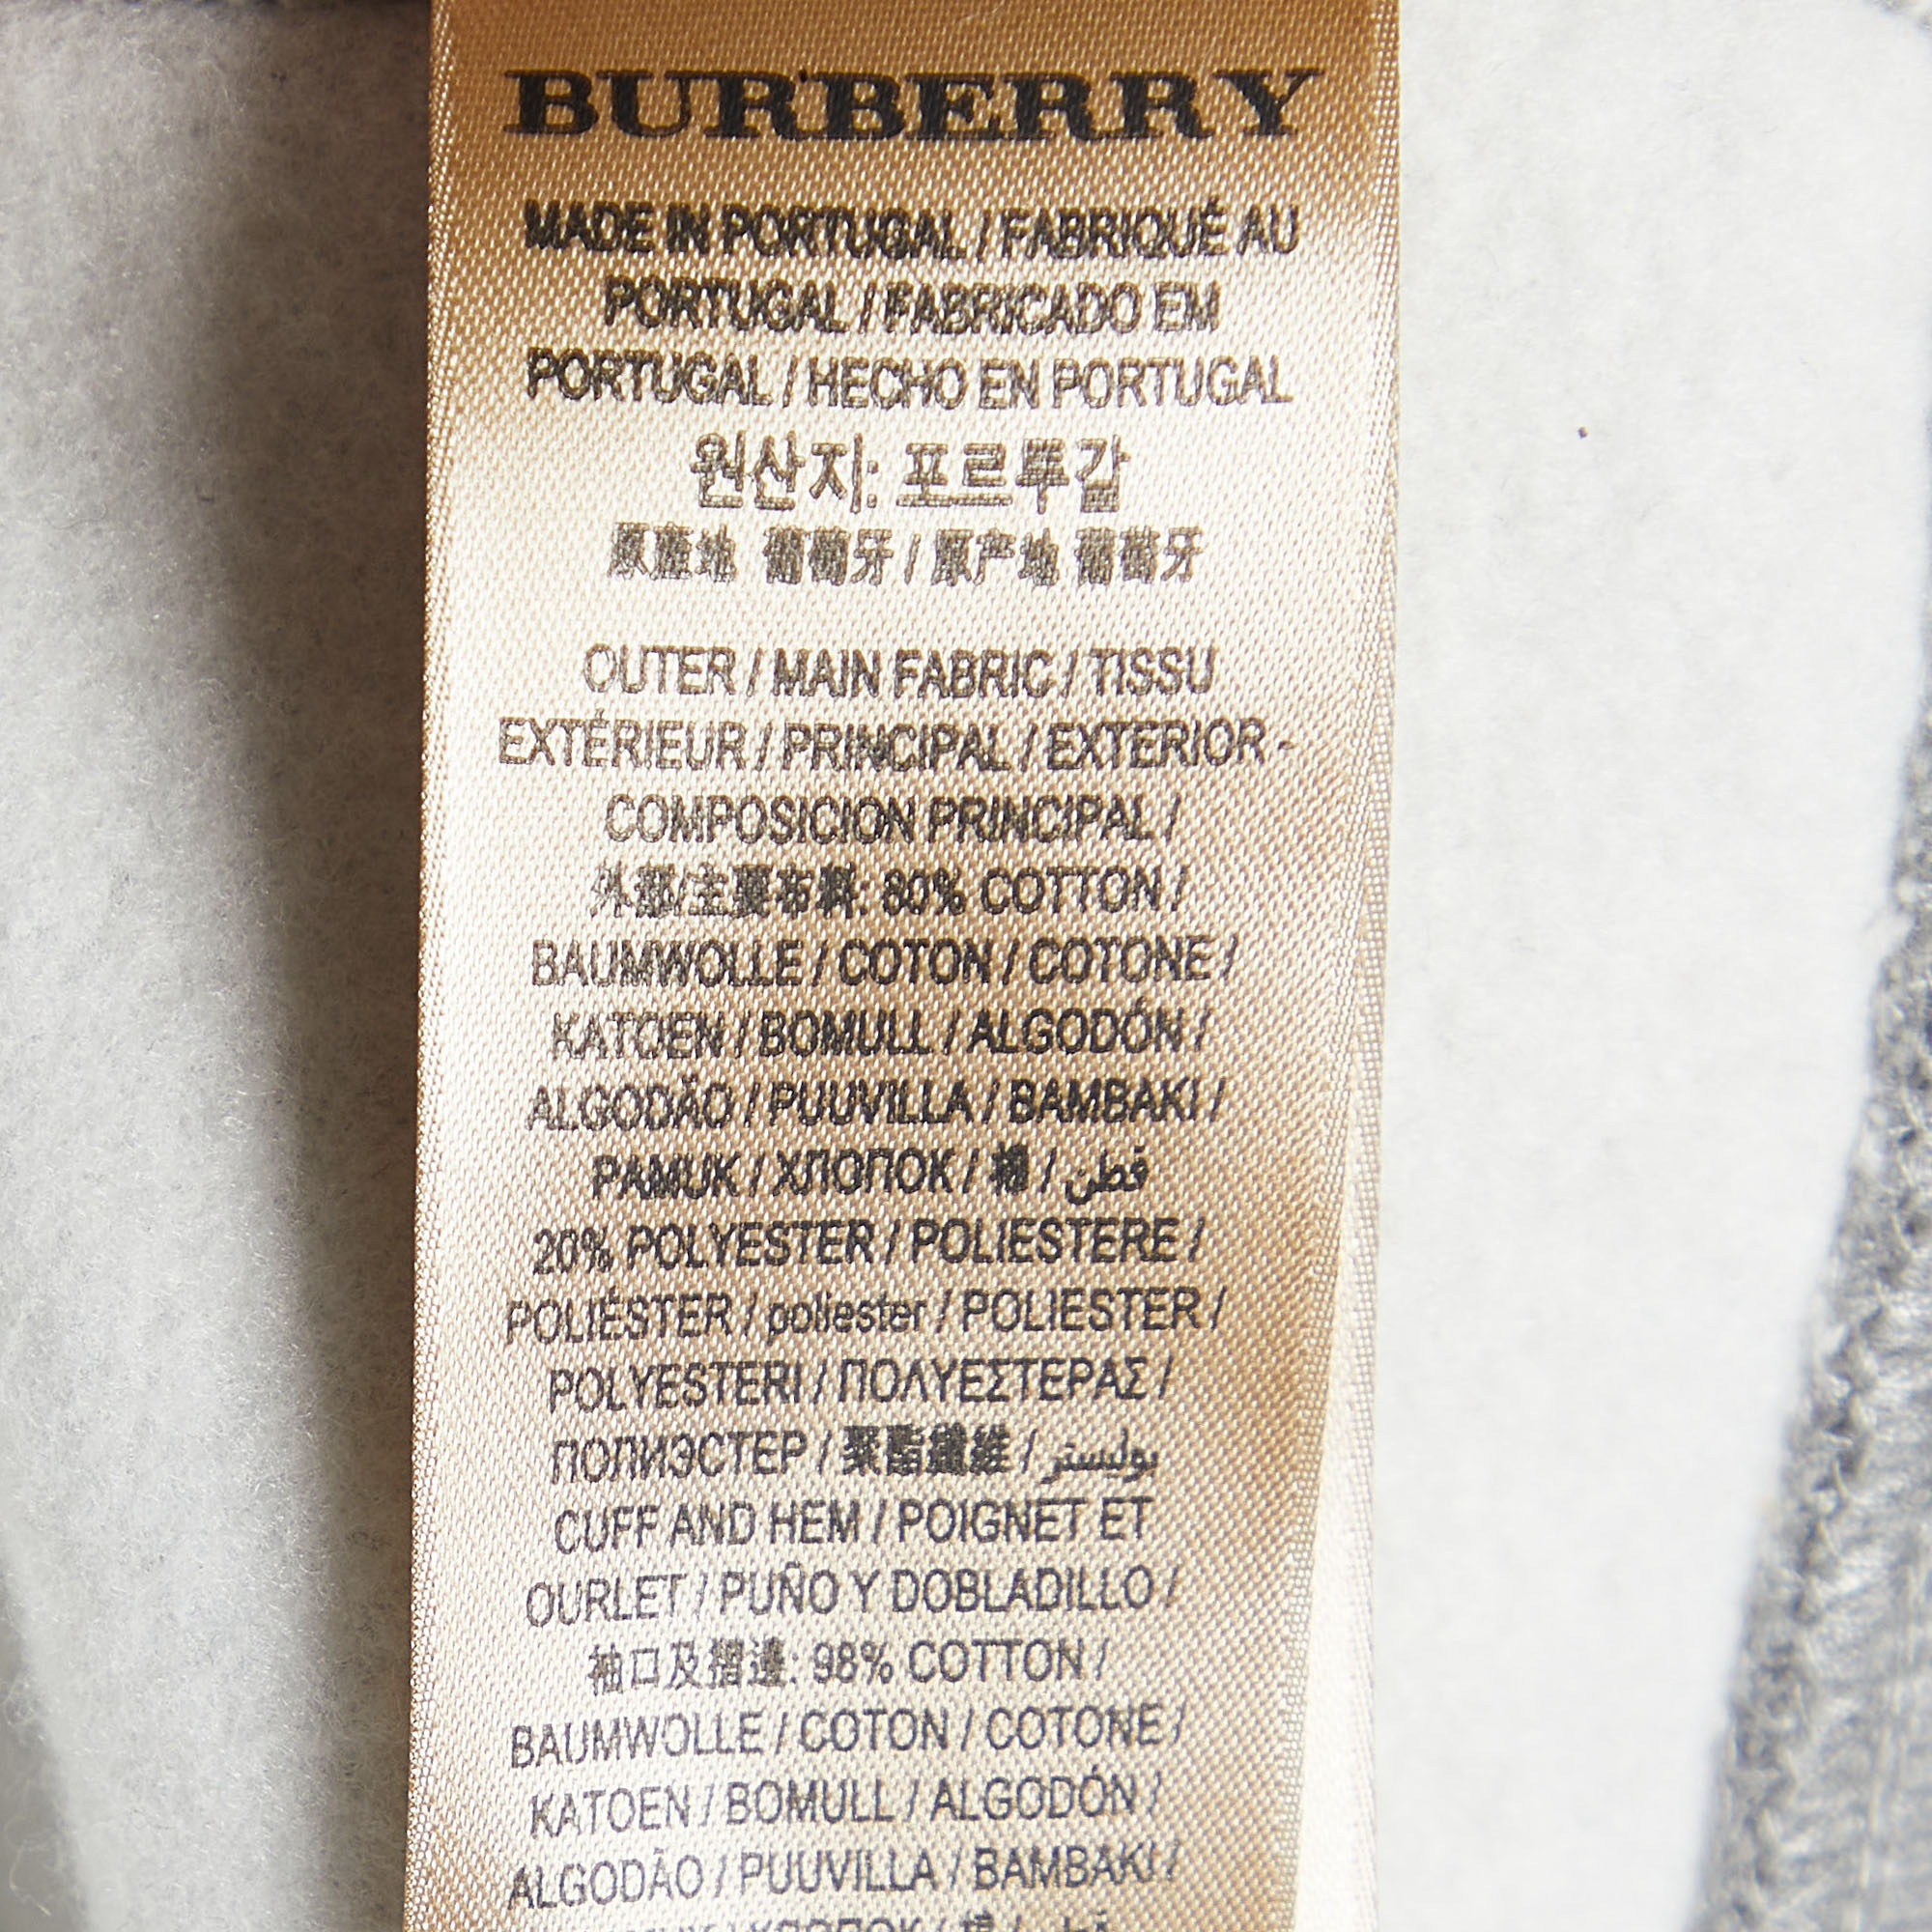 BURBERRY
MADE IN PORTUGAL / FABRIQUÉ AU
PORTUGAL / FABRICADO EM
PORTUGAL / HECHO EN PORTUGAL
원산지: 포르투갈
原產地 葡萄牙 / 原产地 葡萄牙
OUTER / MAIN FABRIC / TISSU
EXTÉRIEUR / PRINCIPAL / EXTERIOR -
COMPOSICION PRINCIPAL /
外部/主要布料: 80% COTTON /
BAUMWOLLE / COTON / COTONE /
KATOEN / BOMULL / ALGODÓN /
ALGODÃO / PUUVILLA / BAMBAKI /
PAMUK / ХЛОПОК / 棉 / قطن
20% POLYESTER / POLIESTERE /
POLIÉSTER / poliester / POLIESTER /
POLYESTERI / ΠΟΛΥΕΣΤΕΡΑΣ /
ПОЛИЭСТЕР / 聚酯纖維 / بوليستر
CUFF AND HEM / POIGNET ET
OURLET / PUÑO Y DOBLADILLO /
袖口及摺邊: 98% COTTON /
BAUMWOLLE / COTON / COTONE /
KATOEN / BOMULL / ALGODÓN /
ALGODÃO / PUUVILLA / BAMBAKI /